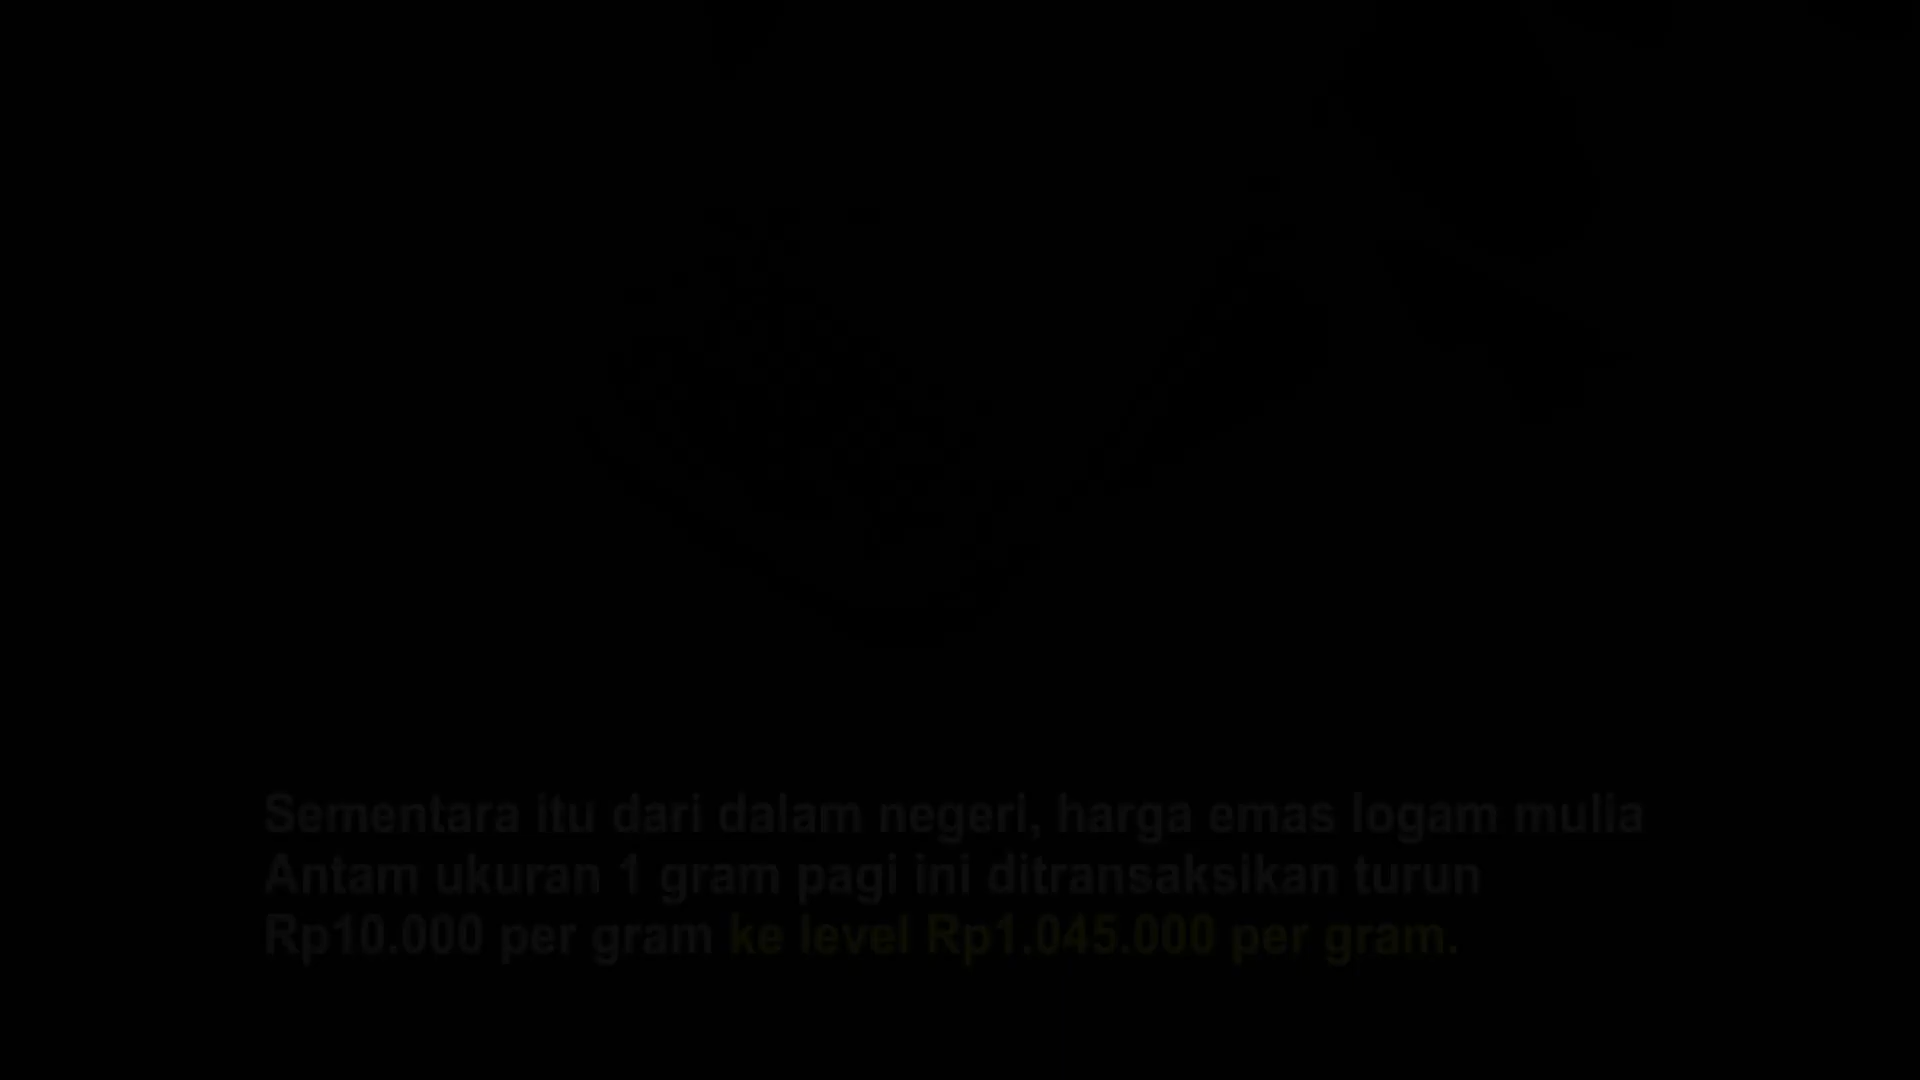 Sementara itu dari dalam negeri, harga emas logam mulia
Antam ukuran 1 gram pagi ini ditransaksikan turun
Rp10.000 per gram ke level Rp1.045.000 per gram.